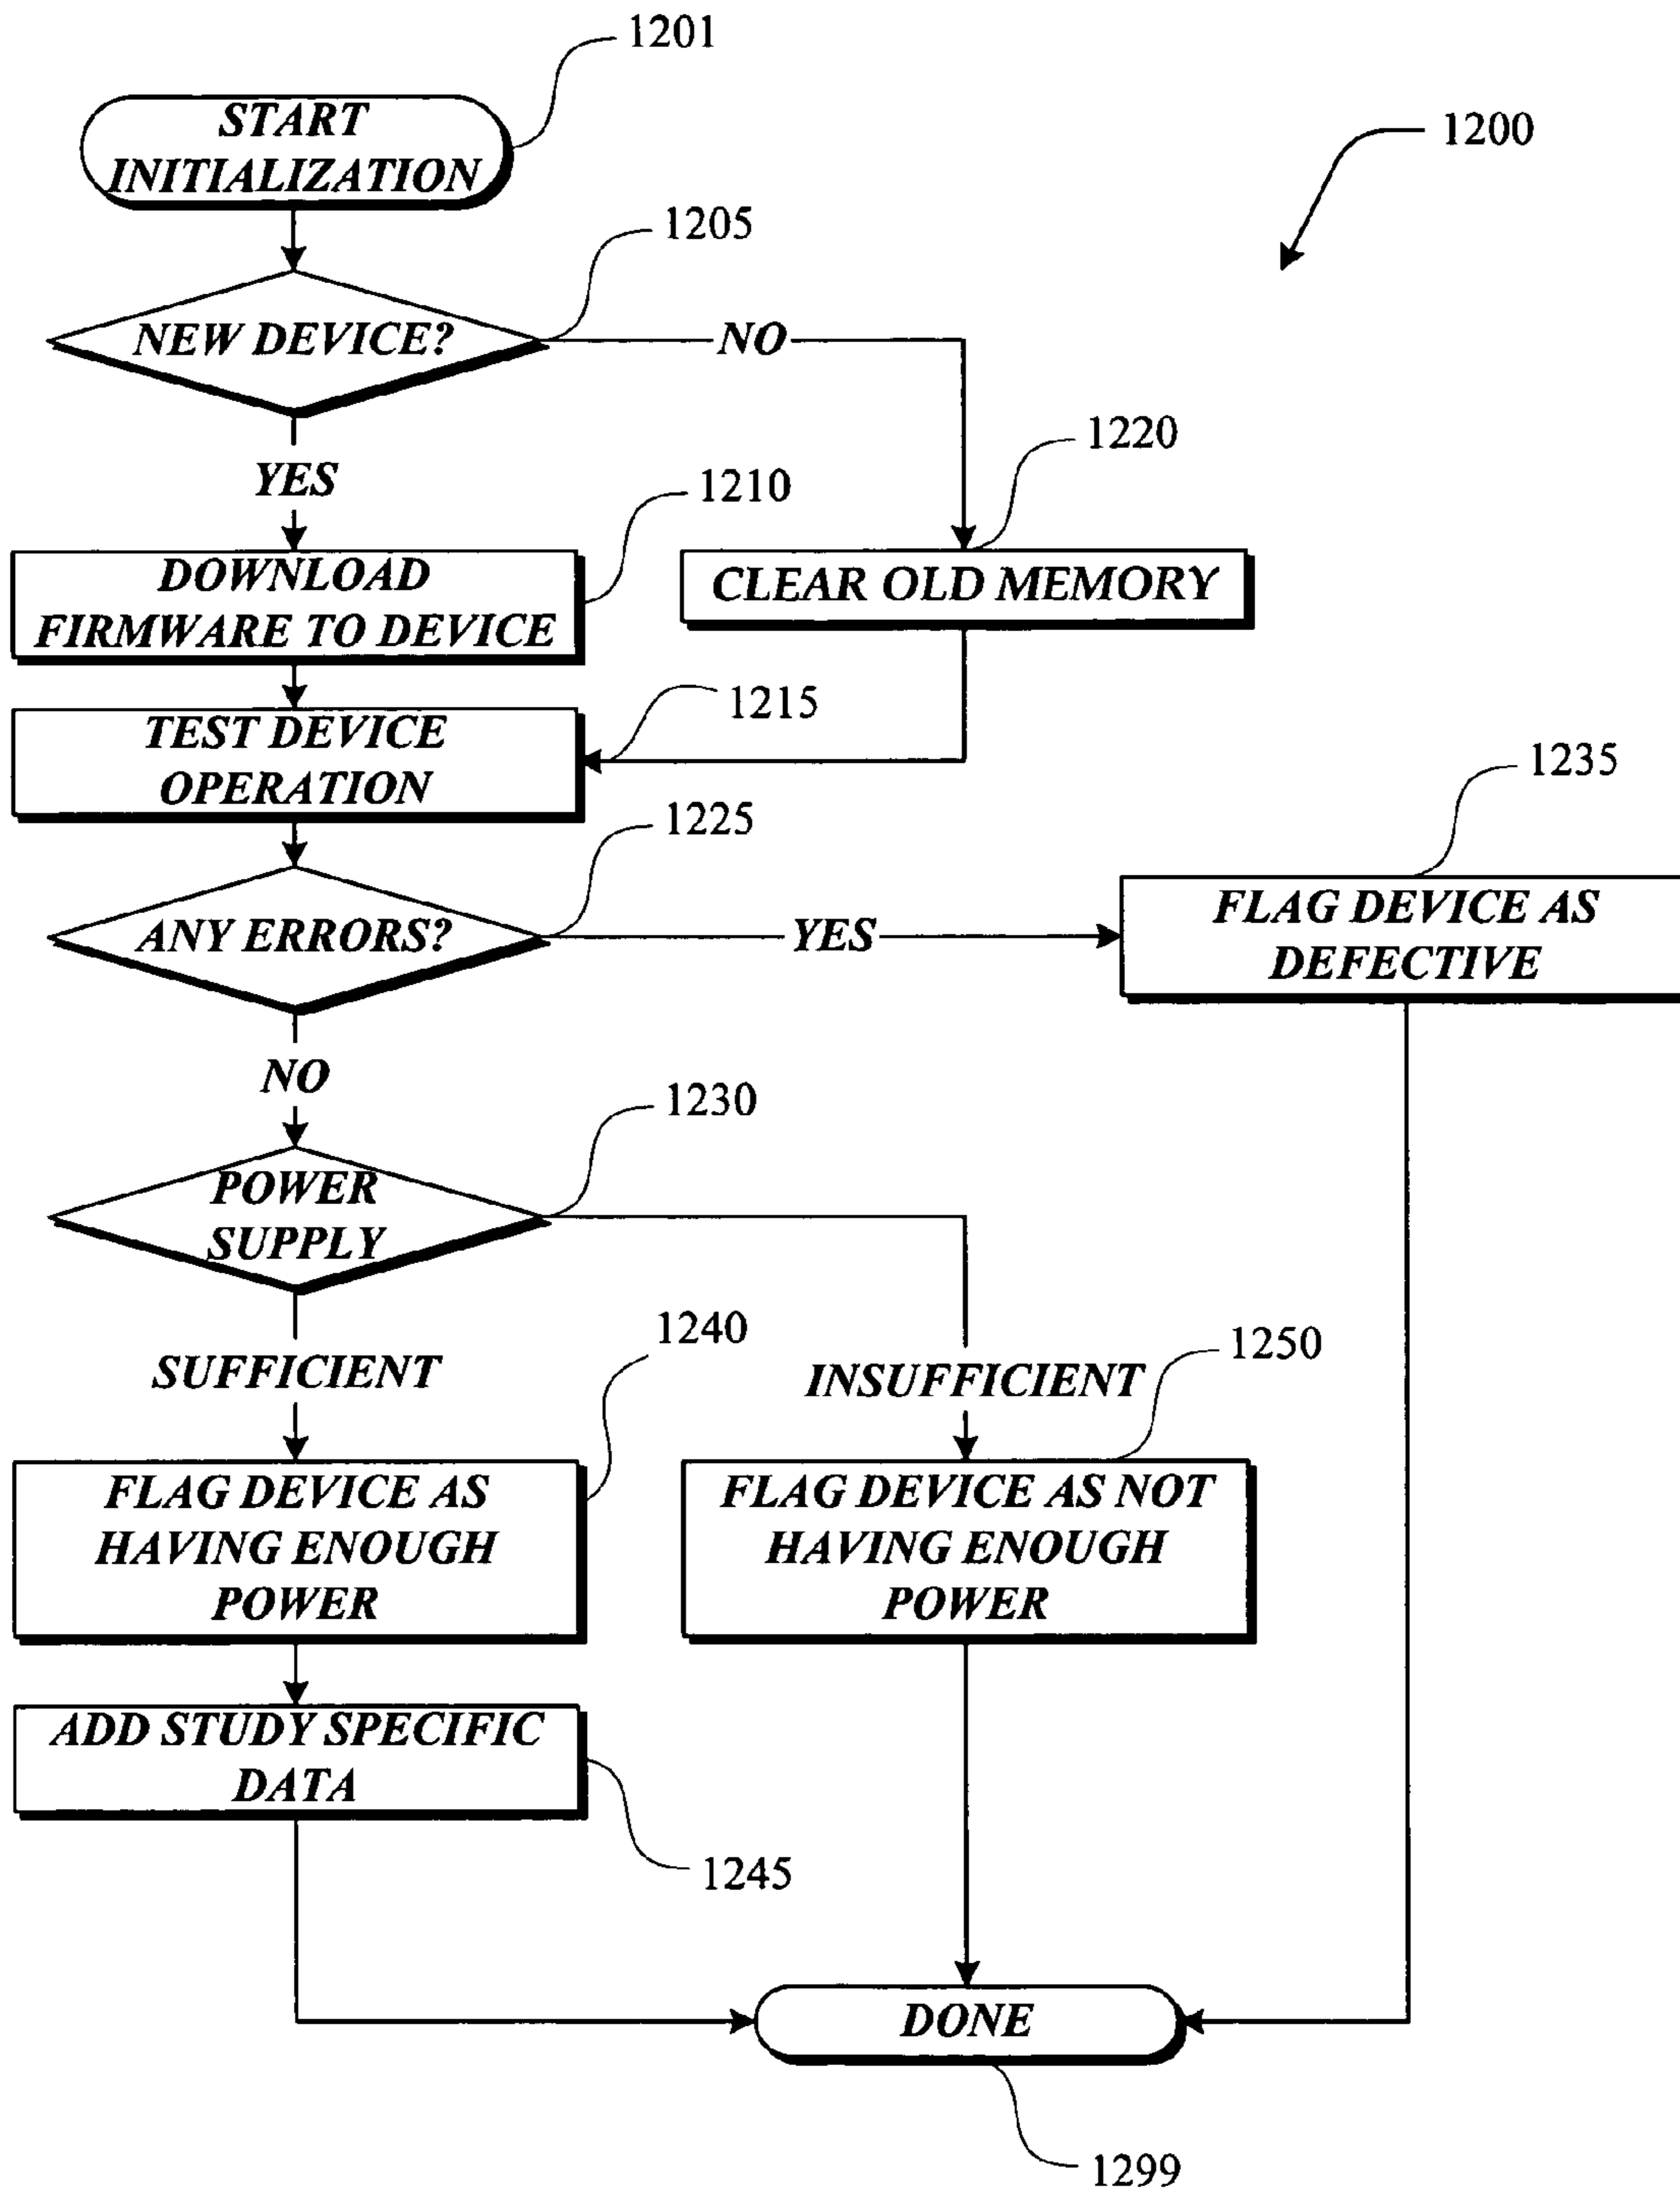 1201
START
INITIALIZATION
1200
1205
NEW DEVICE?
NO
YES
1220
1210
DOWNLOAD
FIRMWARE TO DEVICE
CLEAR OLD MEMORY
1215
TEST DEVICE
OPERATION
1225
1235
ANY ERRORS?
YES
FLAG DEVICE AS
DEFECTIVE
NO
1230
POWER
SUPPLY
1240
1250
SUFFICIENT
INSUFFICIENT
FLAG DEVICE AS
HAVING ENOUGH
POWER
FLAG DEVICE AS NOT
HAVING ENOUGH
POWER
ADD STUDY SPECIFIC
DATA
1245
DONE
1299